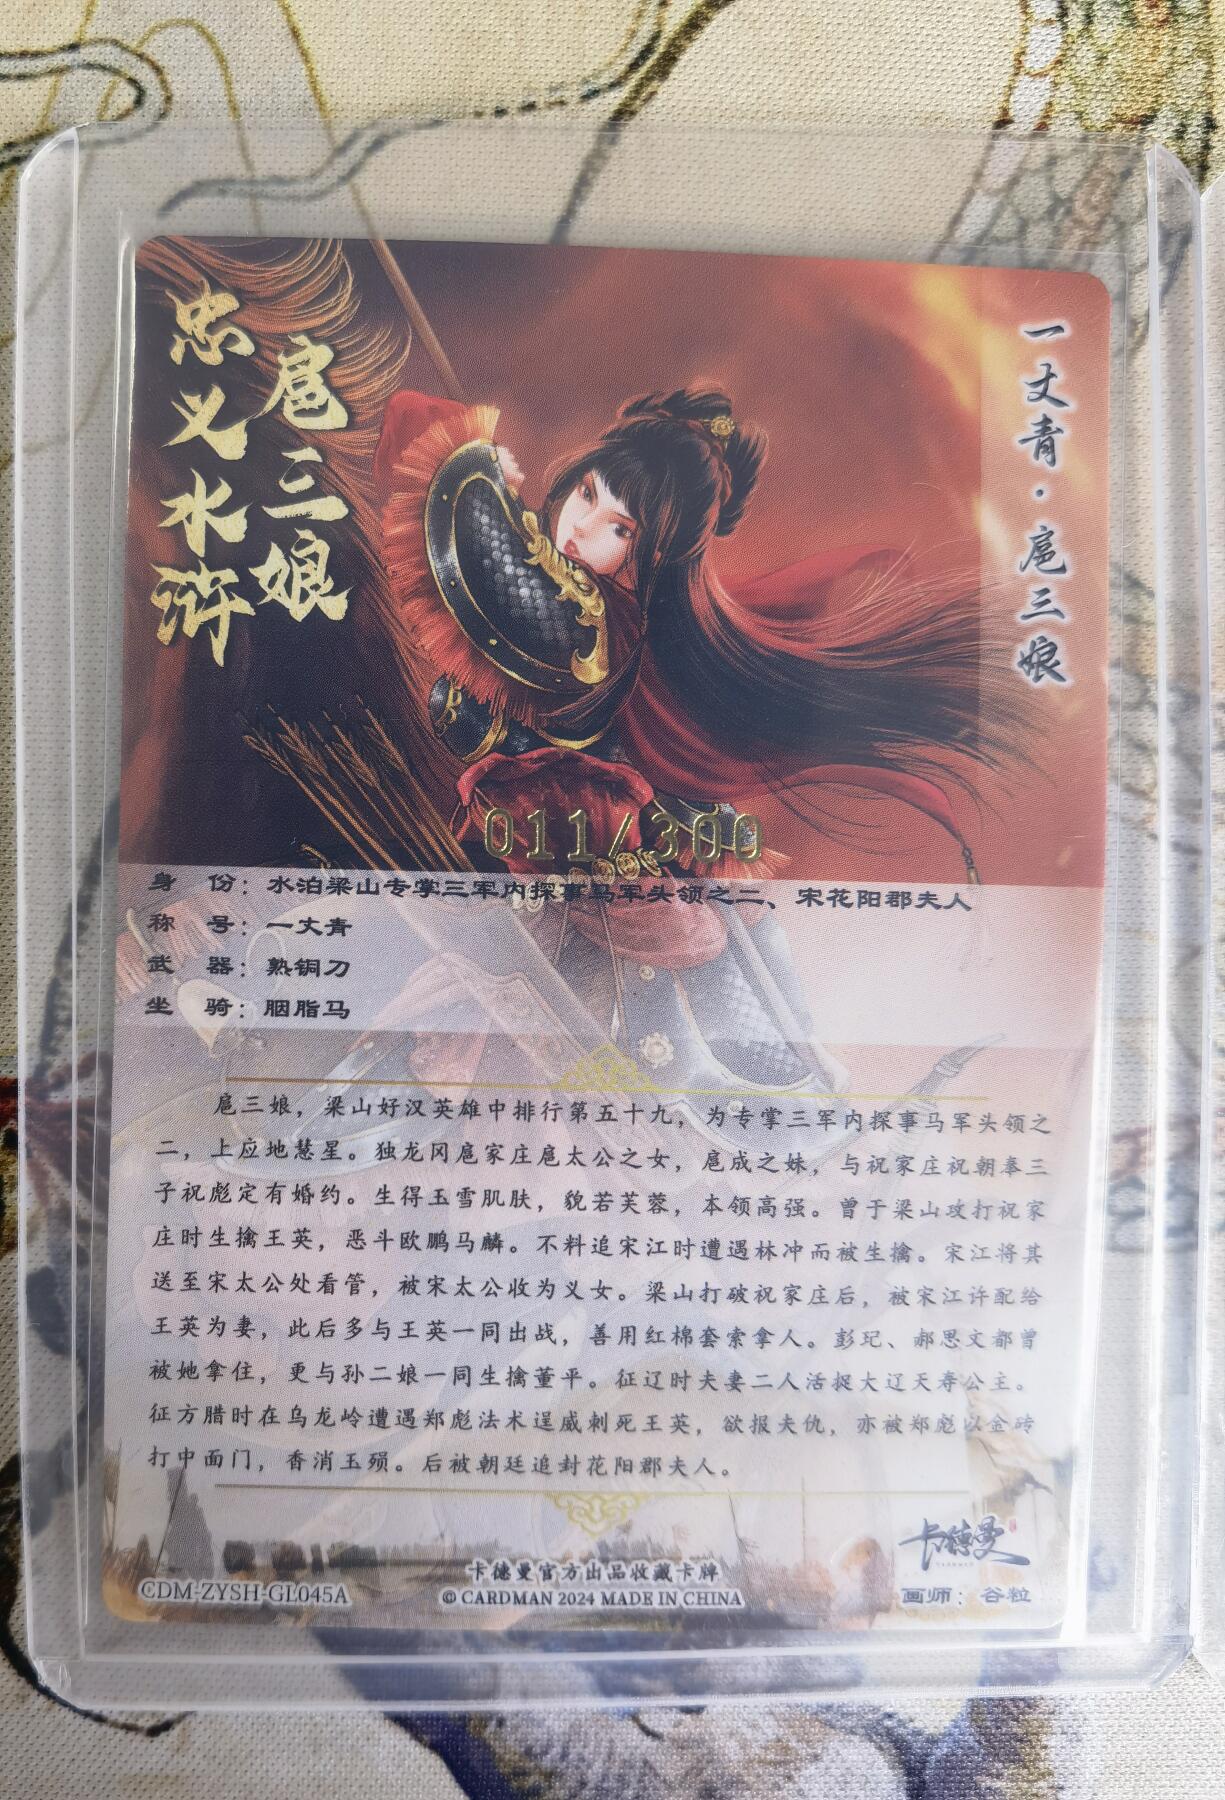 忠义水浒
扈三娘
一丈青·扈三娘
011/300
身 份：水泊梁山专掌三军内探事马军头领之二、宋花阳郡夫人
称 号：一丈青
武 器：熟铜刀
坐 骑：胭脂马
扈三娘，梁山好汉英雄中排行第五十九，为专掌三军内探事马军头领之
二，上应地慧星。独龙冈扈家庄扈太公之女，扈成之妹，与祝家庄祝朝奉三
子祝彪定有婚约。生得玉雪肌肤，貌若芙蓉，本领高强。曾于梁山攻打祝家
庄时生擒王英，恶斗欧鹏马麟。不料追宋江时遭遇林冲而被生擒。宋江将其
送至宋太公处看管，被宋太公收为义女。梁山打破祝家庄后，被宋江许配给
王英为妻，此后多与王英一同出战，善用红棉套索拿人。彭玘、郝思文都曾
被她拿住，更与孙二娘一同生擒董平。征辽时夫妻二人活捉大辽天寿公主。
征方腊时在乌龙岭遭遇郑彪法术逞威刺死王英，欲报夫仇，亦被郑彪以金砖
打中面门，香消玉殒。后被朝廷追封花阳郡夫人。
卡德曼
CDM-ZYSH-GL045A
卡德曼官方出品收藏卡牌
© CARDMAN 2024 MADE IN CHINA
画师：谷粒